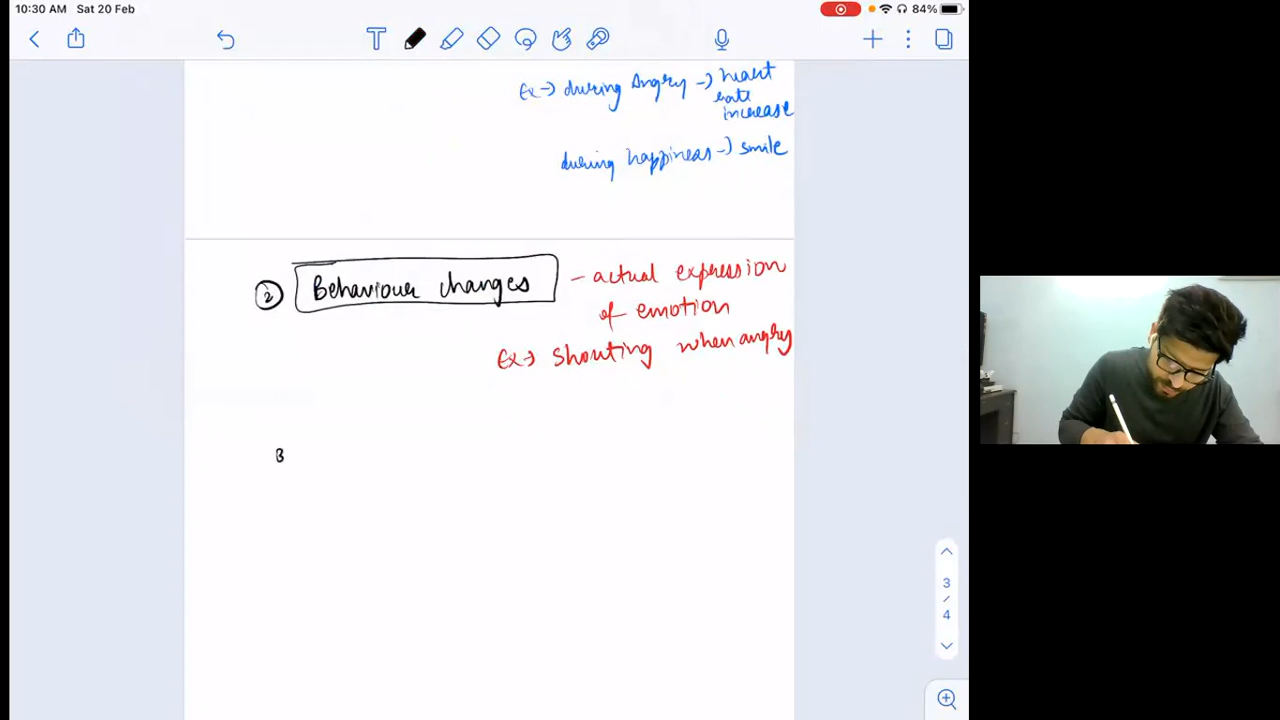 10:30 AM Sat 20 Feb
84%
T
Ex → during Angry → heart
rate
increase
during happiness → smile
② Behaviour changes - actual expression
of emotion
Ex → Shouting when angry
B
3
/
4